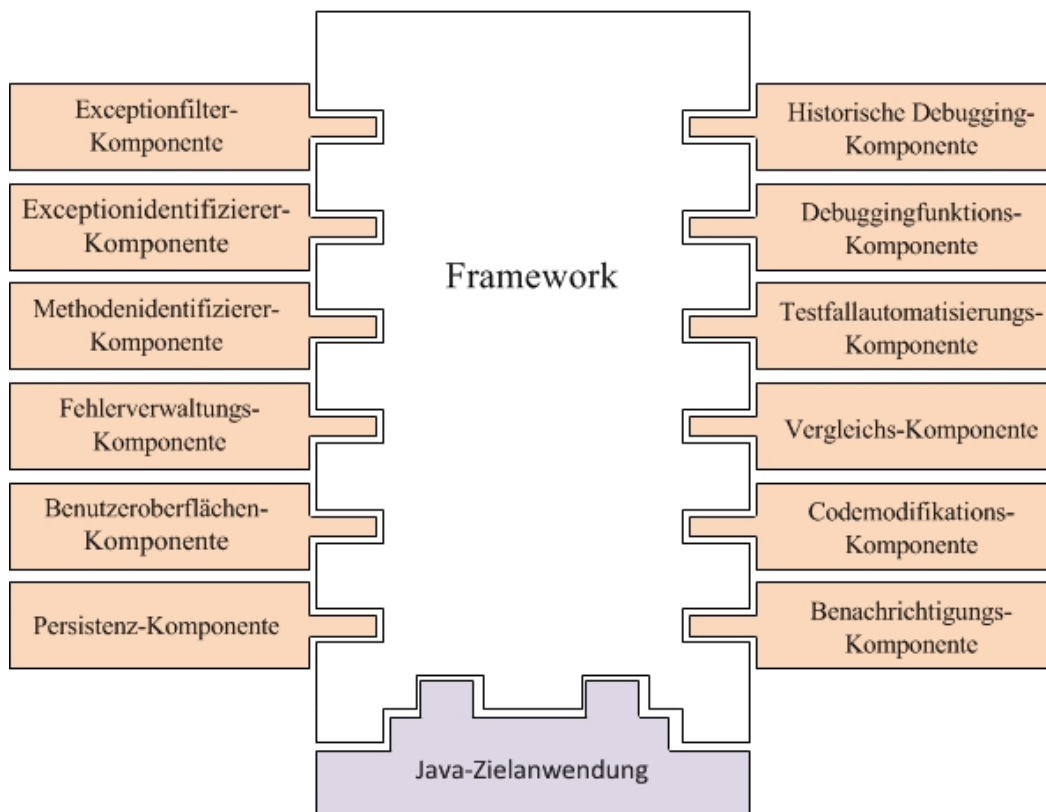 Exceptionfilter-
Komponente
Exceptionidentifizierer-
Komponente
Methodenidentifizierer-
Komponente
Fehlerverwaltungs-
Komponente
Benutzeroberflächen-
Komponente
Persistenz-Komponente
Framework
Historische Debugging-
Komponente
Debuggingfunktions-
Komponente
Testfallautomatisierungs-
Komponente
Vergleichs-Komponente
Codemodifikations-
Komponente
Benachrichtigungs-
Komponente
Java-Zielanwendung